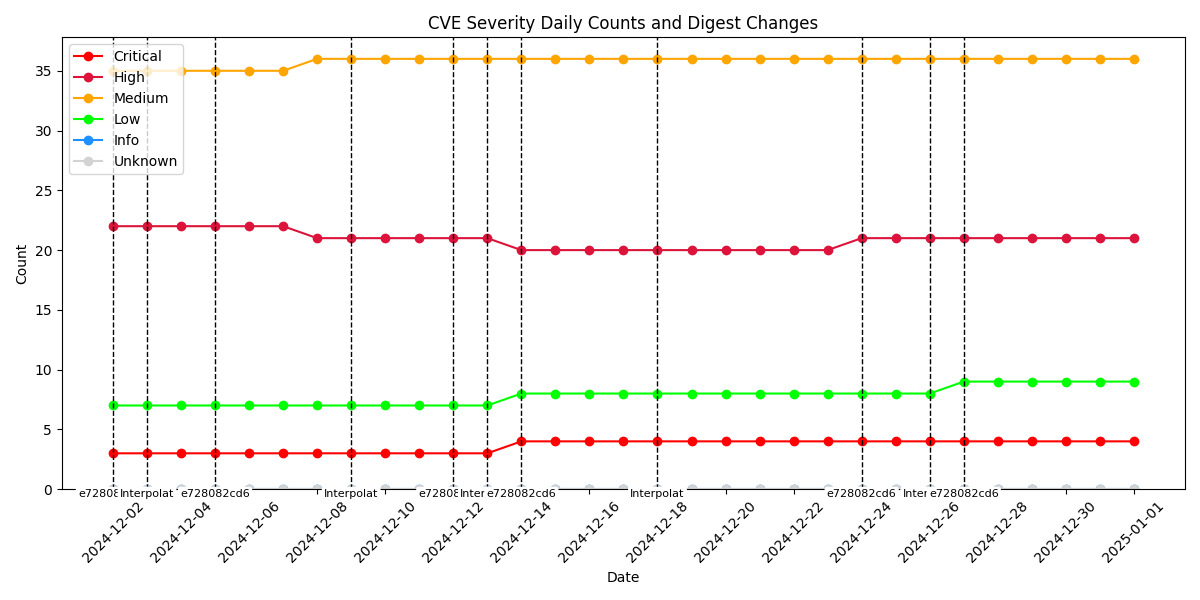 CVE Severity Daily Counts and Digest Changes
Critical
High
Medium
Low
Info
Unknown
Count
35
30
25
20
15
10
5
0
Interpolat
e728082cd6
Interpolat
e728082cd6
Interpolat
e728082cd6
e728082cd6
2024-12-02
2024-12-04
2024-12-06
2024-12-08
2024-12-10
2024-12-12
2024-12-14
2024-12-16
2024-12-18
2024-12-20
2024-12-22
2024-12-24
2024-12-26
2024-12-28
2024-12-30
2025-01-01
Date